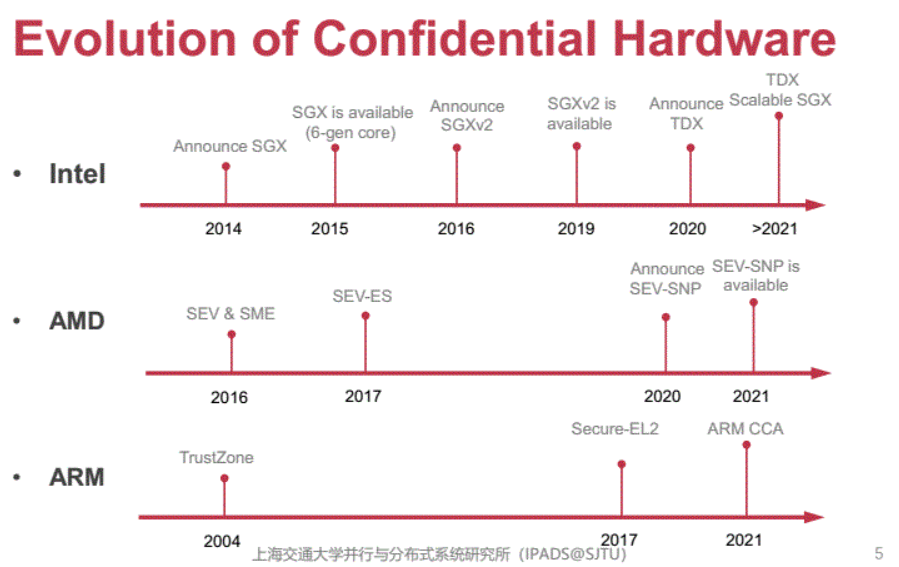 Evolution of Confidential Hardware
• Intel
Announce SGX
SGX is available
(6-gen core)
Announce
SGXv2
SGXv2 is
available
Announce
TDX
TDX
Scalable SGX
2014 2015 2016 2019 2020 >2021
• AMD
SEV & SME
SEV-ES
Announce
SEV-SNP
SEV-SNP is
available
2016 2017 2020 2021
• ARM
TrustZone
Secure-EL2
ARM CCA
2004 2017 2021
上海交通大学并行与分布式系统研究所（IPADS@SJTU）
5